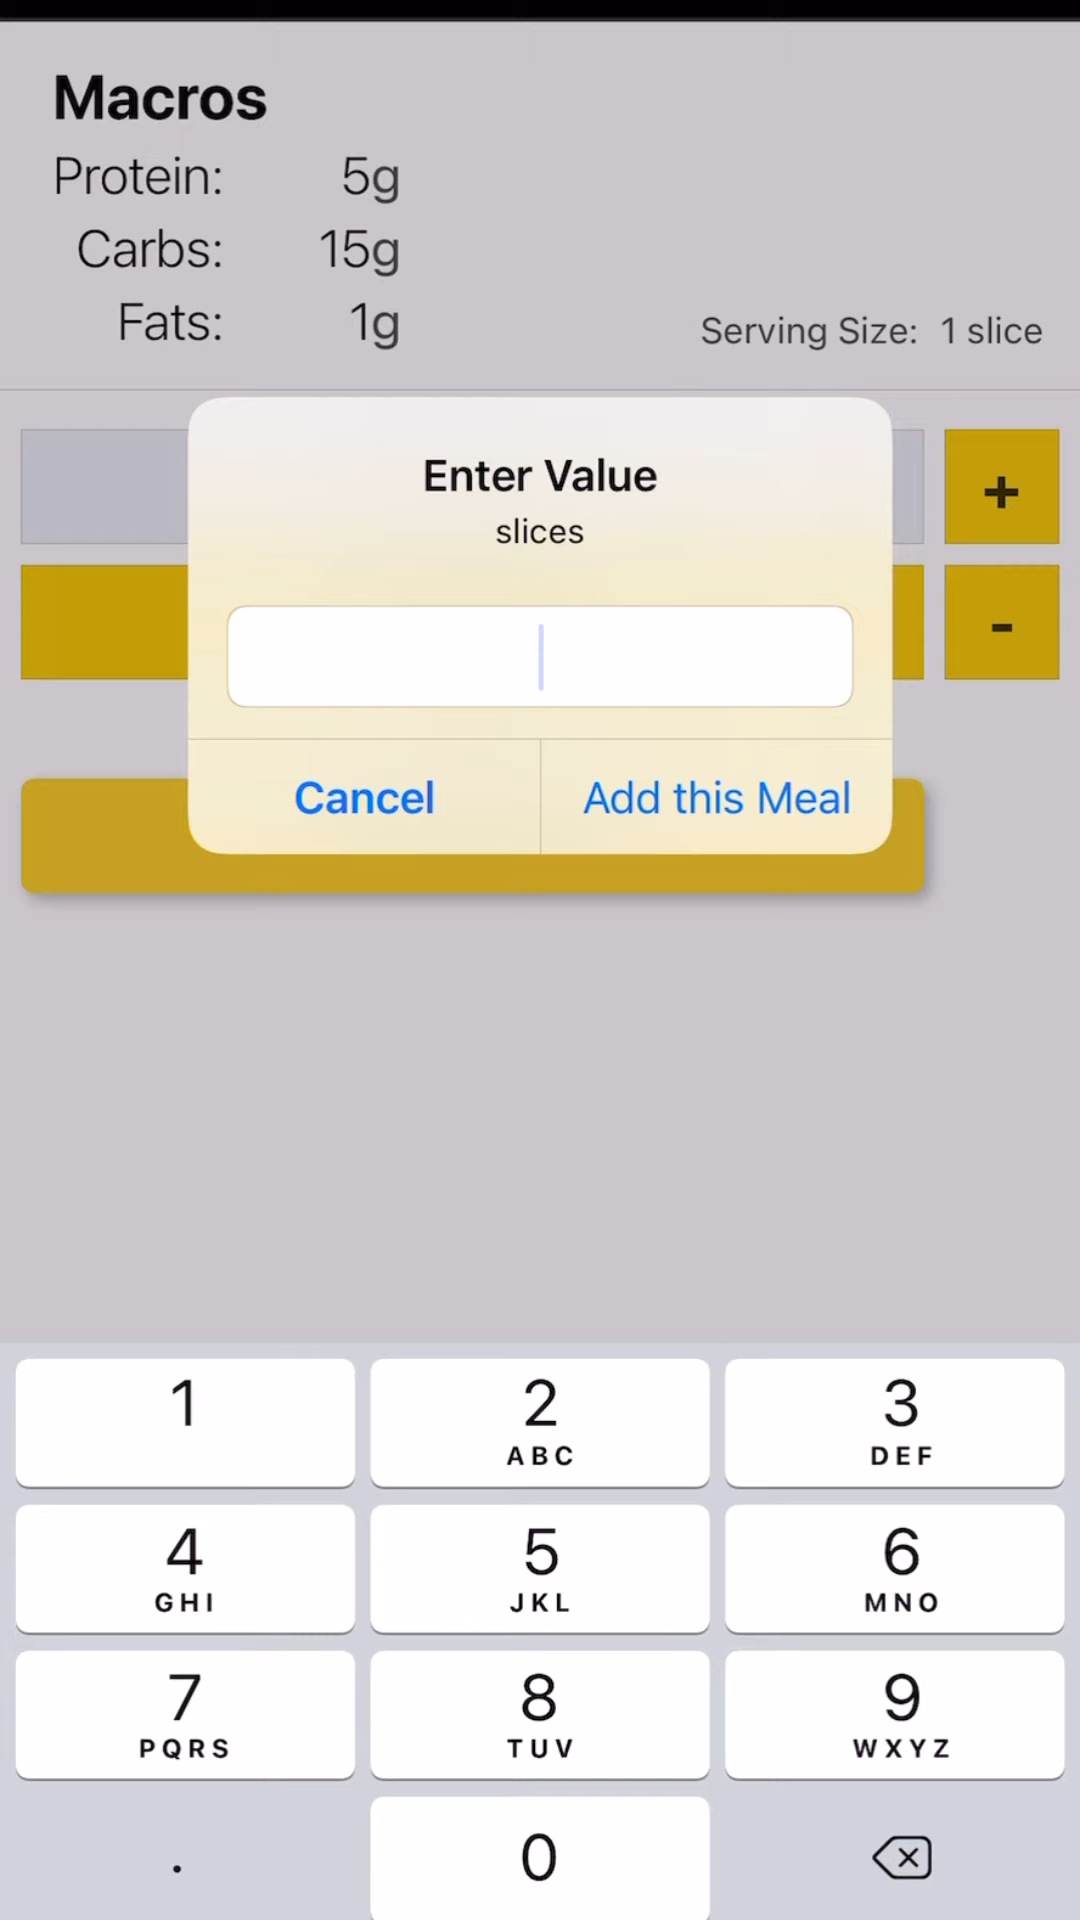 Macros
Protein: 5g
Carbs: 15g
Fats: 1g
Serving Size: 1 slice
+
-
Enter Value
slices
Cancel Add this Meal
1 2 3
ABC DEF
4 5 6
GHI JKL MNO
7 8 9
PQRS TUV WXYZ
. 0